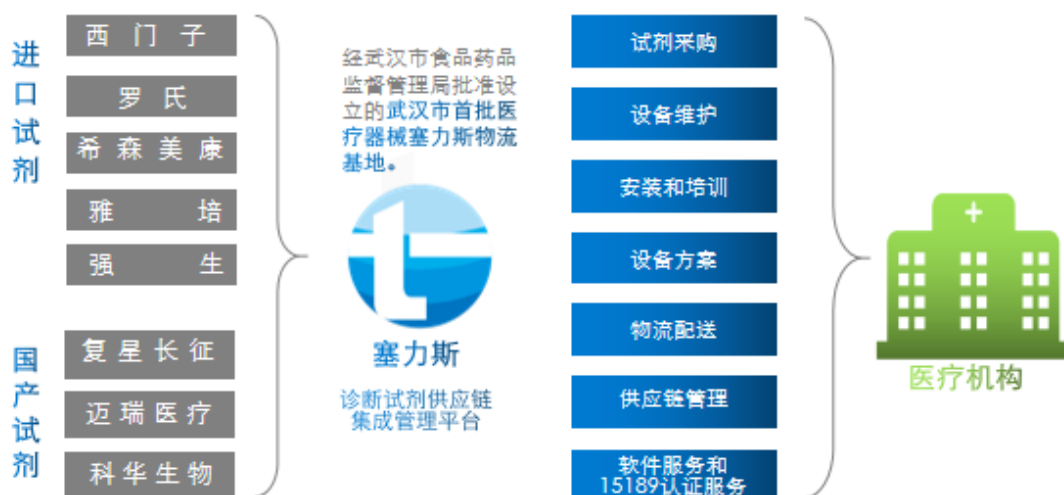 进口试剂
西门子
罗氏
希森美康
雅培
强生
国产试剂
复星长征
迈瑞医疗
科华生物
经武汉市食品药品
监督管理局批准设
立的武汉市首批医
疗器械塞力斯物流
基地。
塞力斯
诊断试剂供应链
集成管理平台
试剂采购
设备维护
安装和培训
设备方案
物流配送
供应链管理
软件服务和
15189认证服务
医疗机构